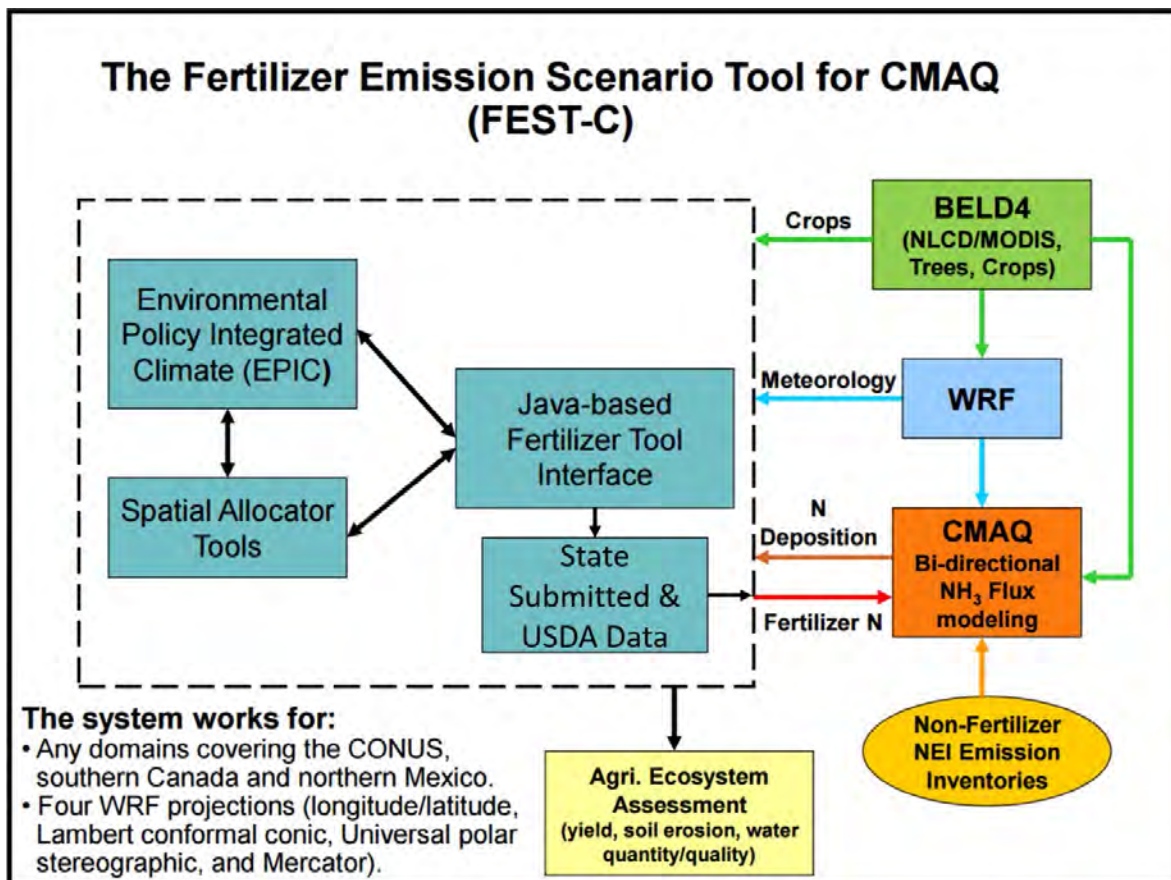 The Fertilizer Emission Scenario Tool for CMAQ
(FEST-C)
Environmental
Policy Integrated
Climate (EPIC)
Spatial Allocator
Tools
Java-based
Fertilizer Tool
Interface
State
Submitted &
USDA Data
Crops
Meteorology
N
Deposition
Fertilizer N
BELD4
(NLCD/MODIS,
Trees, Crops)
WRF
CMAQ
Bi-directional
NH₃ Flux
modeling
Non-Fertilizer
NEI Emission
Inventories
Agri. Ecosystem
Assessment
(yield, soil erosion, water
quantity/quality)
The system works for:
• Any domains covering the CONUS,
southern Canada and northern Mexico.
• Four WRF projections (longitude/latitude,
Lambert conformal conic, Universal polar
stereographic, and Mercator).